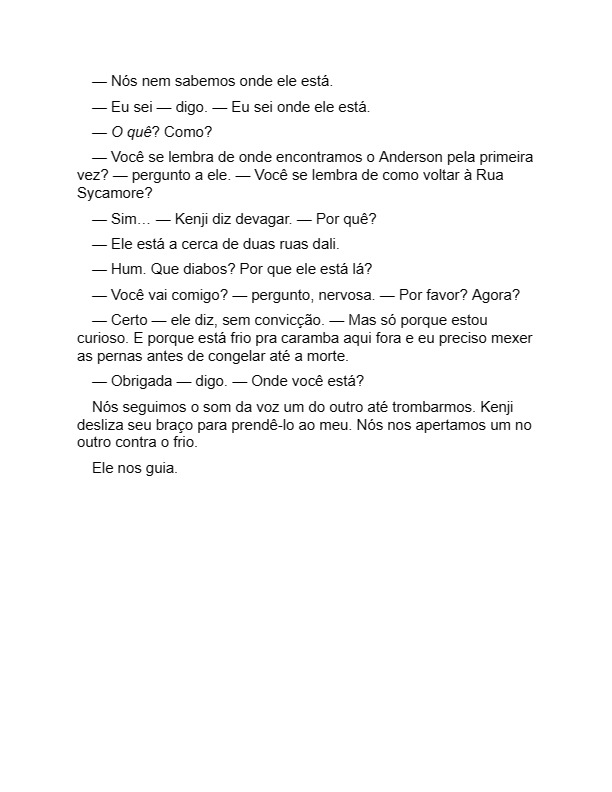 — Nós nem sabemos onde ele está.
— Eu sei — digo. — Eu sei onde ele está.
— O quê? Como?
— Você se lembra de onde encontramos o Anderson pela primeira
vez? — pergunto a ele. — Você se lembra de como voltar à Rua
Sycamore?
— Sim… — Kenji diz devagar. — Por quê?
— Ele está a cerca de duas ruas dali.
— Hum. Que diabos? Por que ele está lá?
— Você vai comigo? — pergunto, nervosa. — Por favor? Agora?
— Certo — ele diz, sem convicção. — Mas só porque estou
curioso. E porque está frio pra caramba aqui fora e eu preciso mexer
as pernas antes de congelar até a morte.
— Obrigada — digo. — Onde você está?
Nós seguimos o som da voz um do outro até trombarmos. Kenji
desliza seu braço para prendê-lo ao meu. Nós nos apertamos um no
outro contra o frio.
Ele nos guia.